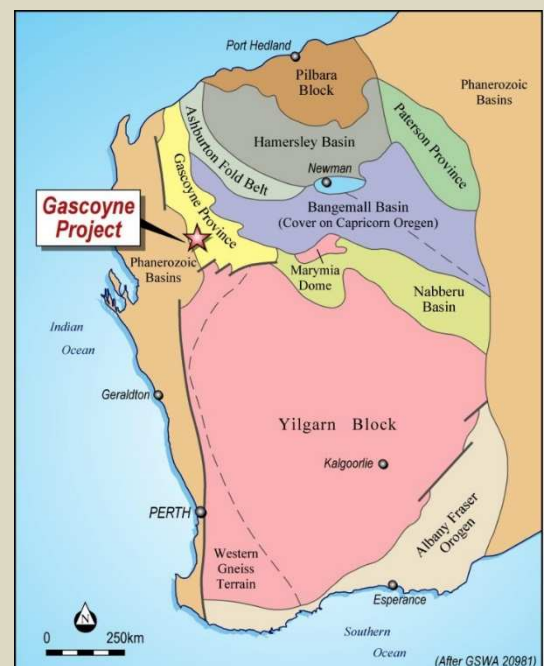 Port Hedland
Pilbara
Block
Phanerozoic
Basins
Paterson Province
Hamersley Basin
Ashburton Fold Belt
Newman
Gascoyne Province
Bangemall Basin
(Cover on Capricorn Oregen)
Gascoyne
Project
Phanerozoic
Basins
Marymia
Dome
Nabberu
Basin
Indian
Ocean
Geraldton
Yilgarn Block
Kalgoorlie
PERTH
Albany Fraser
Orogen
Western
Gneiss
Terrain
Esperance
N
0 250km
Southern
Ocean
(After GSWA 20981)